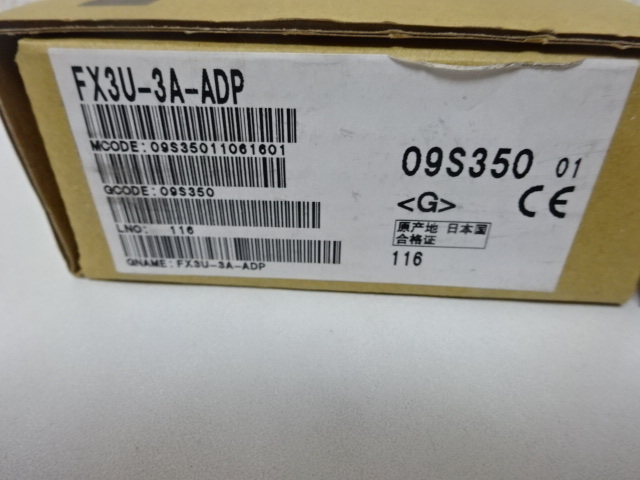 FX3U-3A-ADP
MCODE:09S35011061601
GCODE:09S350
LNO: 116
GNAME:FX3U-3A-ADP
09S350 01
<G> CE
原产地 日本国
合格证
116